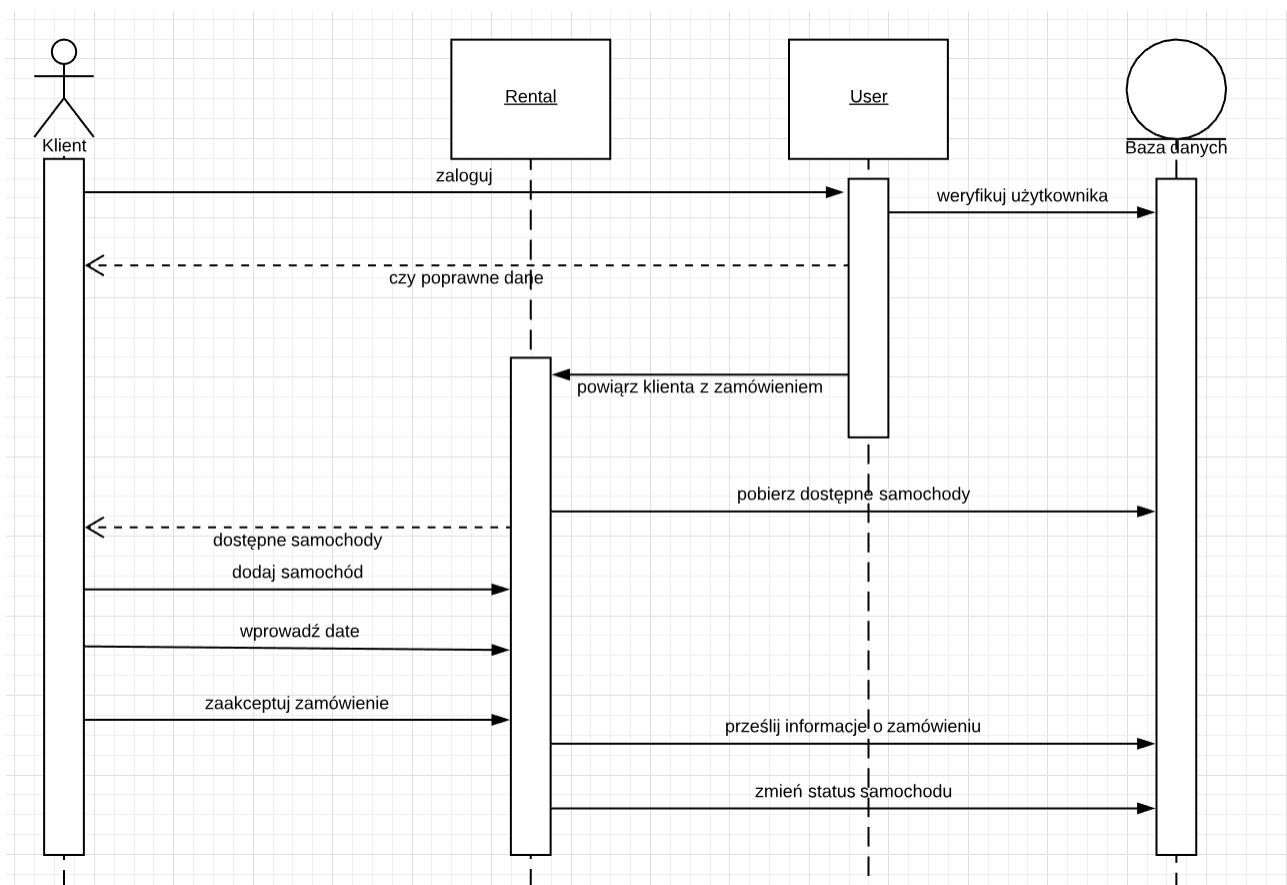 Rental
User
Klient
Baza danych
zaloguj
weryfikuj użytkownika
czy poprawne dane
powiąrz klienta z zamówieniem
pobierz dostępne samochody
dostępne samochody
dodaj samochód
wprowadź date
zaakceptuj zamówienie
prześlij informacje o zamówieniu
zmień status samochodu